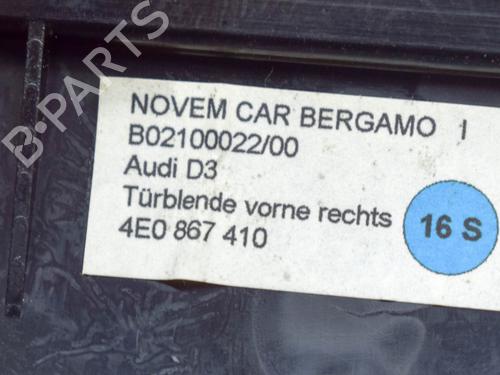 B-PARTS
NOVEM CAR BERGAMO I
B02100022/00
Audi D3
Türblende vorne rechts
4E0 867 410
16 S